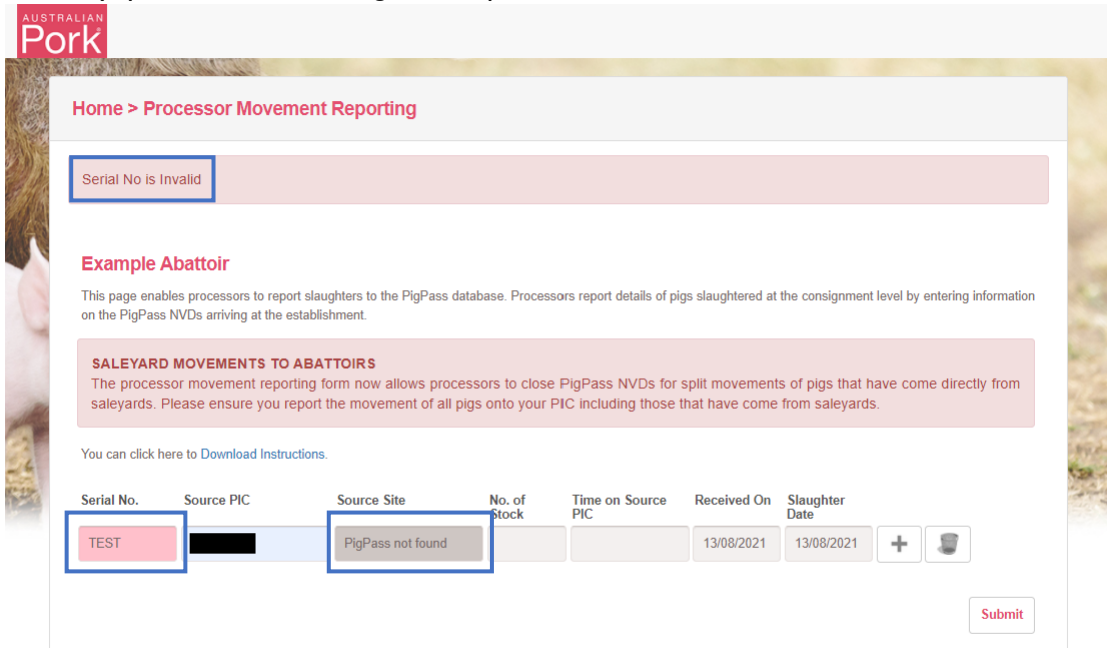 AUSTRALIAN
Pork
Home > Processor Movement Reporting
Serial No is Invalid
Example Abattoir
This page enables processors to report slaughters to the PigPass database. Processors report details of pigs slaughtered at the consignment level by entering information
on the PigPass NVDs arriving at the establishment.
SALEYARD MOVEMENTS TO ABATTOIRS
The processor movement reporting form now allows processors to close PigPass NVDs for split movements of pigs that have come directly from
saleyards. Please ensure you report the movement of all pigs onto your PIC including those that have come from saleyards.
You can click here to Download Instructions.
Serial No. Source PIC Source Site No. of Stock Time on Source PIC Received On Slaughter Date
TEST PigPass not found 13/08/2021 13/08/2021 +
Submit